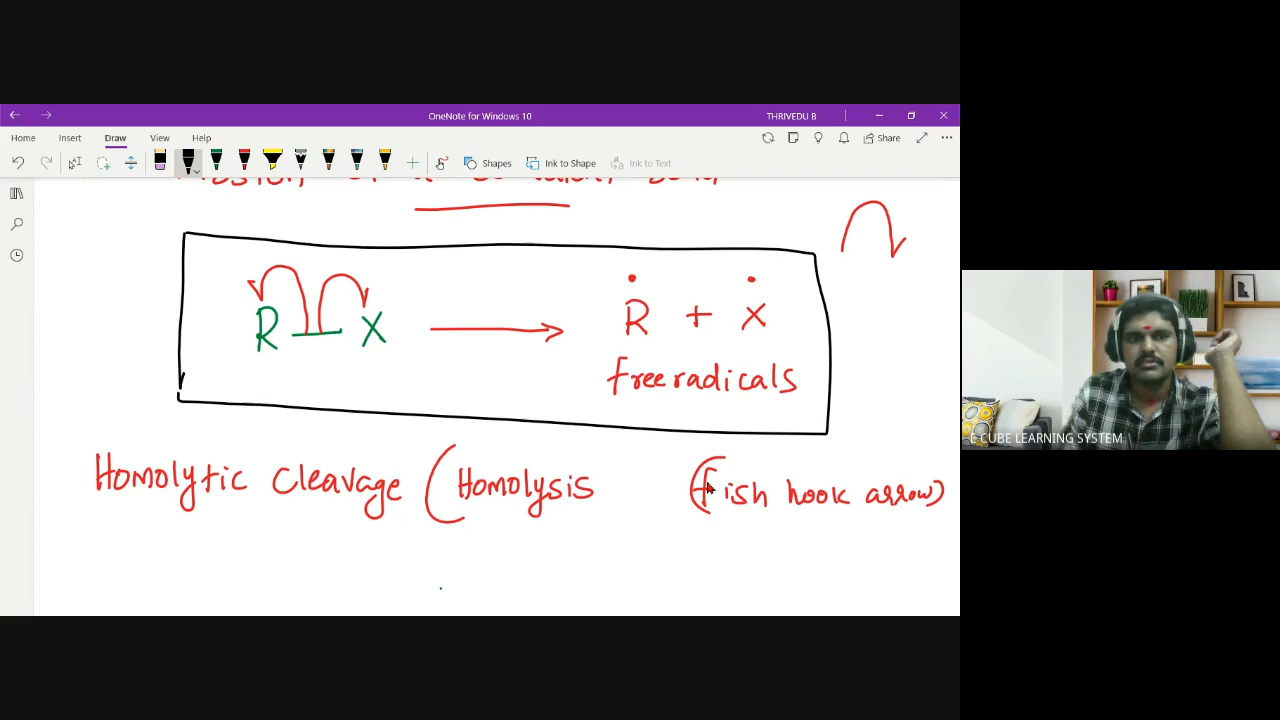 OneNote for Windows 10
THRIVEDU B
Home Insert Draw View Help
Share
Shapes Ink to Shape Ink to Text
bond
R — X → Ṙ + Ẋ
free radicals
Homolytic Cleavage (Homolysis (fish hook arrow)
E CUBE LEARNING SYSTEM